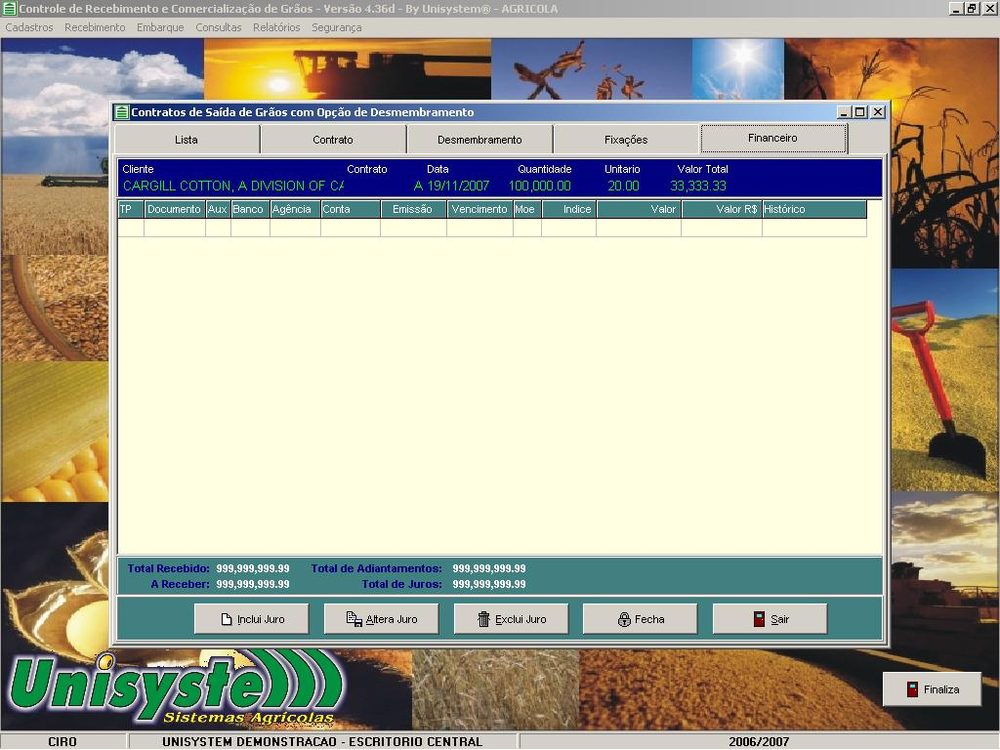 Controle de Recebimento e Comercialização de Grãos - Versão 4.36d - By Unisystem® - AGRICOLA
Cadastros Recebimento Embarque Consultas Relatórios Segurança
Contratos de Saída de Grãos com Opção de Desmembramento
Lista Contrato Desmembramento Fixações Financeiro
Cliente Contrato Data Quantidade Unitario Valor Total
CARGILL COTTON, A DIVISION OF CA A 19/11/2007 100,000.00 20.00 33,333.33
TP Documento Aux Banco Agência Conta Emissão Vencimento Moe Indice Valor Valor R$ Histórico
Total Recebido: 999,999,999.99 Total de Adiantamentos: 999,999,999.99
A Receber: 999,999,999.99 Total de Juros: 999,999,999.99
Inclui Juro Altera Juro Exclui Juro Fecha Sair
Unisyste
Sistemas Agrícolas
Finaliza
CIRO UNISYSTEM DEMONSTRACAO - ESCRITORIO CENTRAL 2006/2007